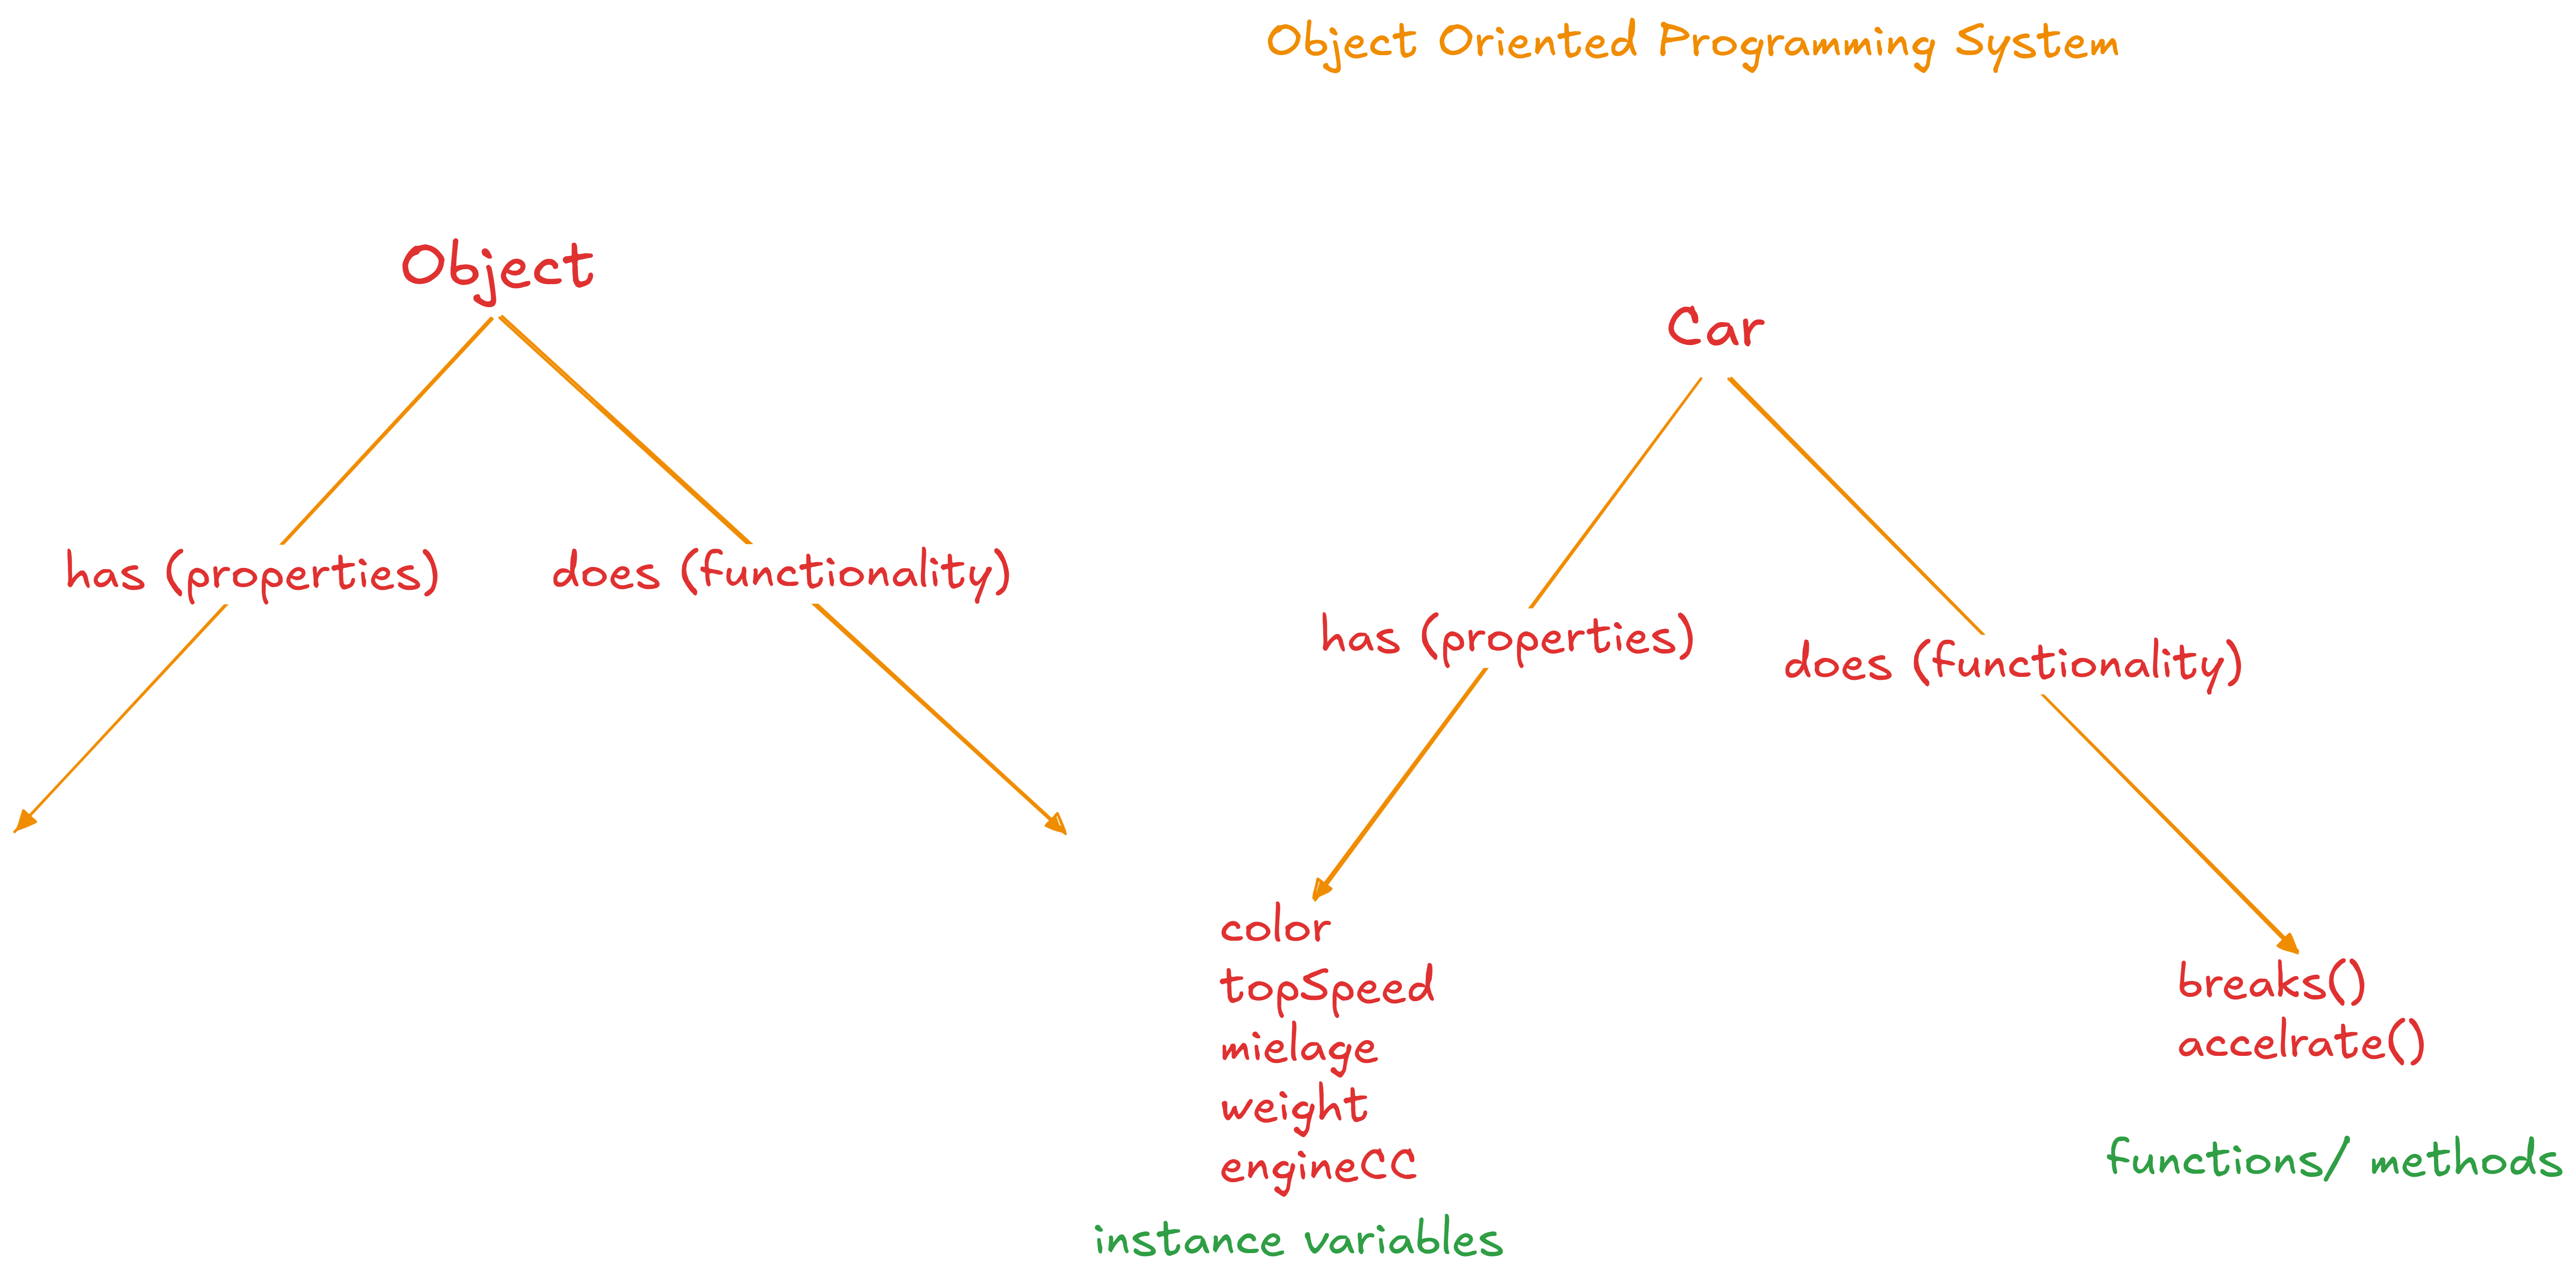 Object Oriented Programming System
Object
has (properties)
does (functionality)
Car
has (properties)
does (functionality)
color
topSpeed
mielage
weight
engineCC
instance variables
breaks()
accelrate()
functions/ methods